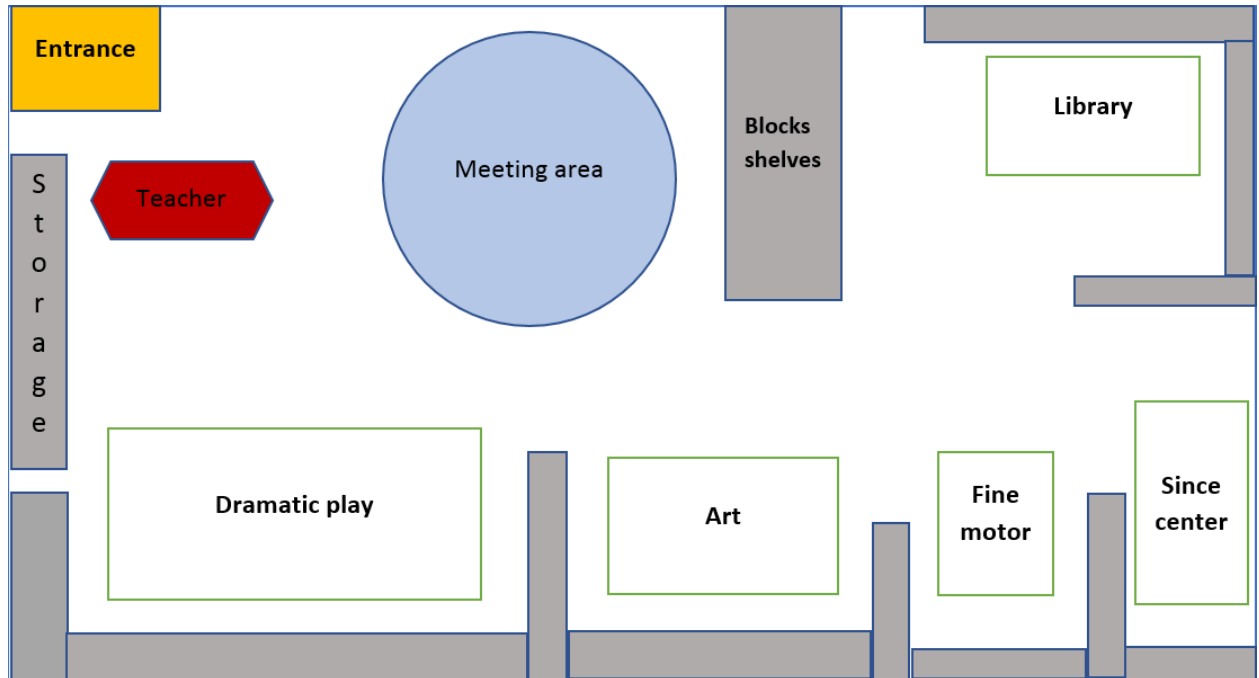 Entrance
Blocks
shelves
Library
Meeting area
Teacher
S
t
o
r
a
g
e
Dramatic play
Art
Fine
motor
Since
center